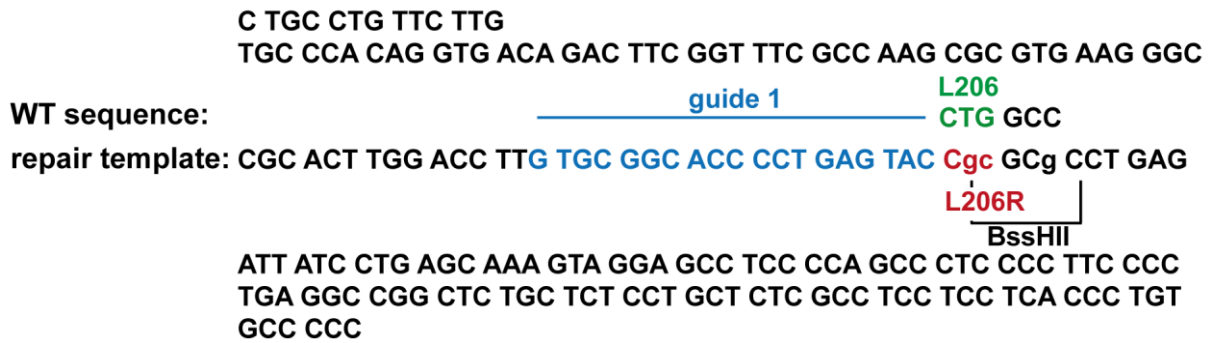 C TGC CTG TTC TTG
TGC CCA CAG GTG ACA GAC TTC GGT TTC GCC AAG CGC GTG AAG GGC
L206
guide 1
WT sequence: CTG GCC
repair template: CGC ACT TGG ACC TTG TGC GGC ACC CCT GAG TAC Cgc GCg CCT GAG
L206R
BssHII
ATT ATC CTG AGC AAA GTA GGA GCC TCC CCA GCC CTC CCC TTC CCC
TGA GGC CGG CTC TGC TCT CCT GCT CTC GCC TCC TCC TCA CCC TGT
GCC CCC